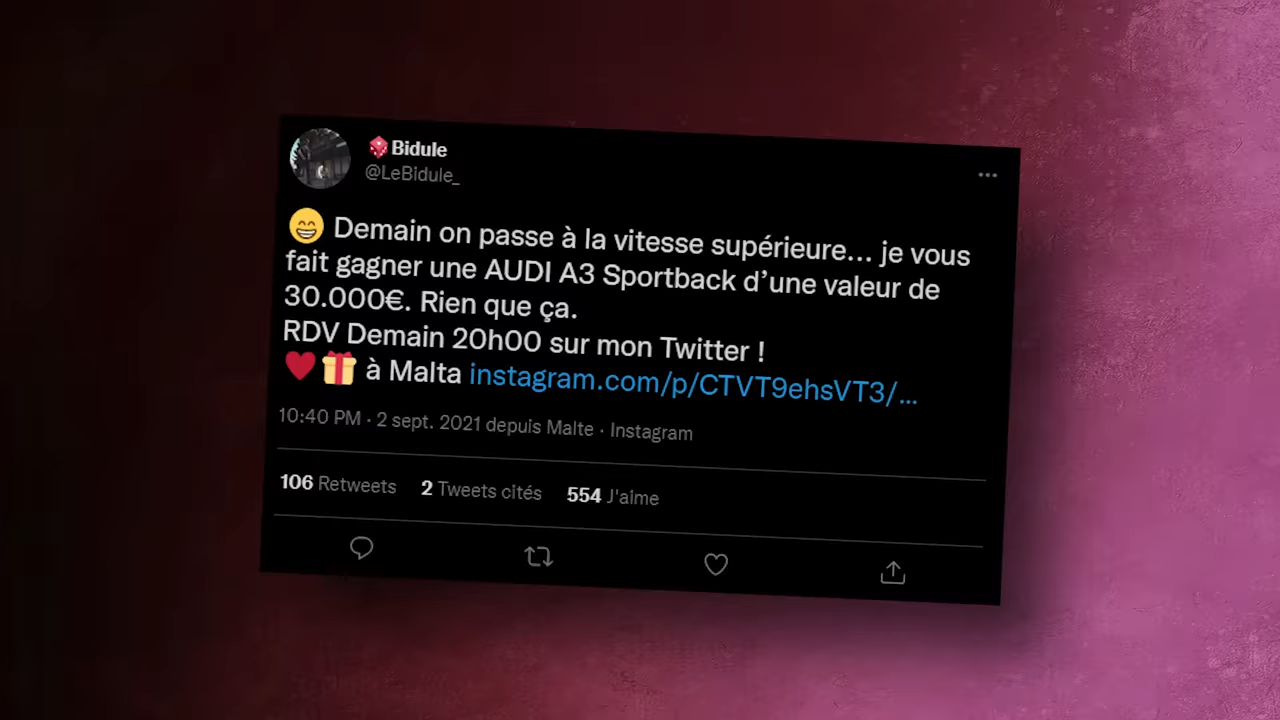 Bidule
@LeBidule_
😁 Demain on passe à la vitesse supérieure... je vous
fait gagner une AUDI A3 Sportback d’une valeur de
30.000€. Rien que ça.
RDV Demain 20h00 sur mon Twitter !
❤️🎁 à Malta instagram.com/p/CTVT9ehsVT3/...
10:40 PM · 2 sept. 2021 depuis Malte · Instagram
106 Retweets 2 Tweets cités 554 J'aime